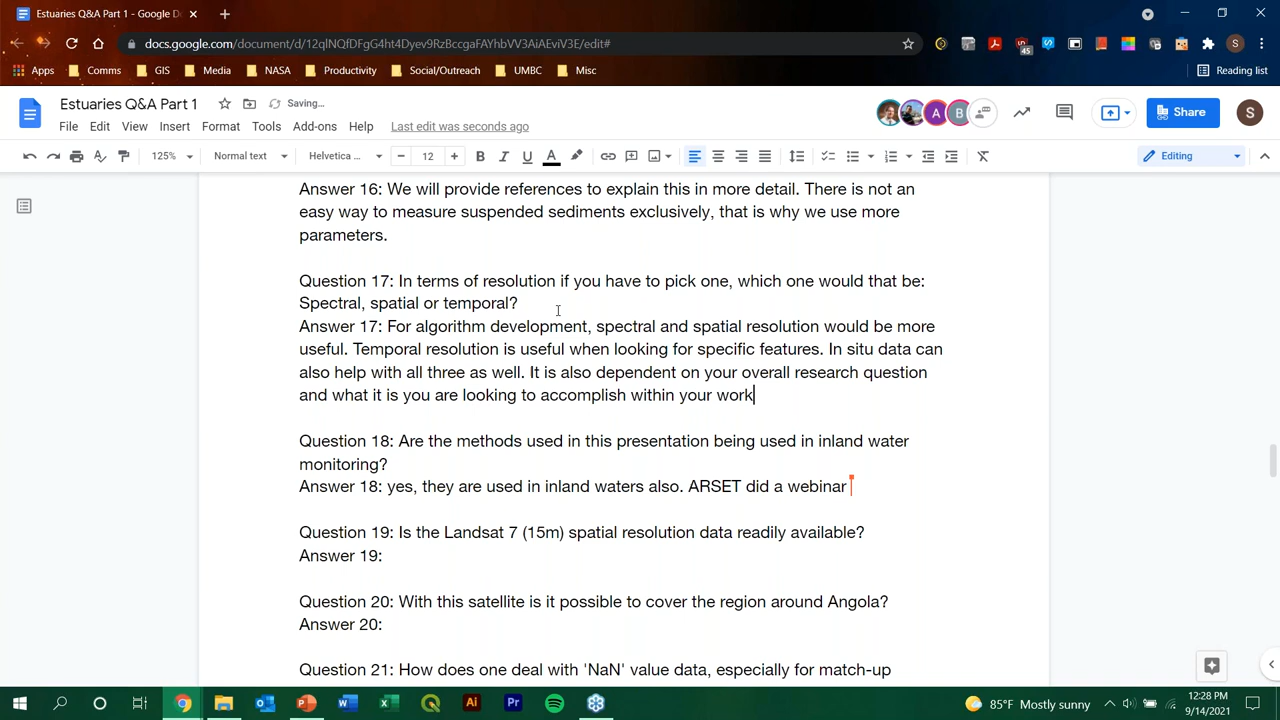 Estuaries Q&A Part 1 - Google D
docs.google.com/document/d/12qlNQfDFgG4ht4Dyev9RzBccgaFAYhbVV3AiAEviV3E/edit#
45
S
Apps
Comms
GIS
Media
NASA
Productivity
Social/Outreach
UMBC
Misc
Reading list
Estuaries Q&A Part 1
Saving...
A
B
Share
S
File Edit View Insert Format Tools Add-ons Help Last edit was seconds ago
125%
Normal text
Helvetica ...
12
B I U A
Editing
Answer 16: We will provide references to explain this in more detail. There is not an
easy way to measure suspended sediments exclusively, that is why we use more
parameters.
Question 17: In terms of resolution if you have to pick one, which one would that be:
Spectral, spatial or temporal?
Answer 17: For algorithm development, spectral and spatial resolution would be more
useful. Temporal resolution is useful when looking for specific features. In situ data can
also help with all three as well. It is also dependent on your overall research question
and what it is you are looking to accomplish within your work
Question 18: Are the methods used in this presentation being used in inland water
monitoring?
Answer 18: yes, they are used in inland waters also. ARSET did a webinar
Question 19: Is the Landsat 7 (15m) spatial resolution data readily available?
Answer 19:
Question 20: With this satellite is it possible to cover the region around Angola?
Answer 20:
Question 21: How does one deal with 'NaN' value data, especially for match-up
85°F Mostly sunny
12:28 PM
9/14/2021